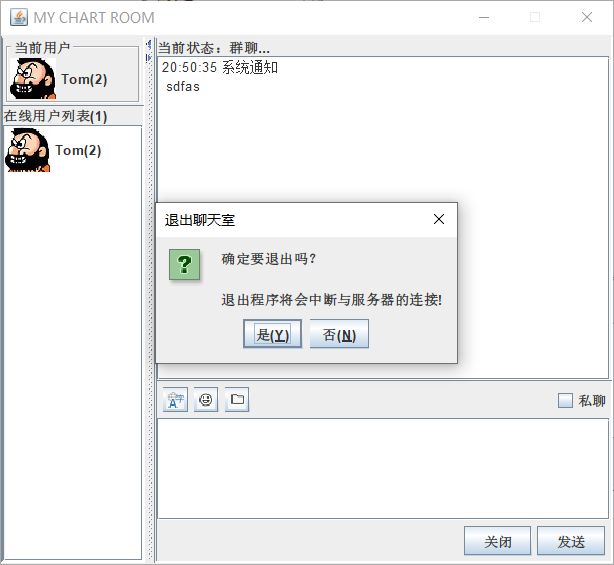 MY CHART ROOM
当前用户
Tom(2)
在线用户列表(1)
Tom(2)
当前状态：群聊...
20:50:35 系统通知
sdfas
退出聊天室
?
确定要退出吗？
退出程序将会中断与服务器的连接!
是(Y)
否(N)
私聊
关闭
发送